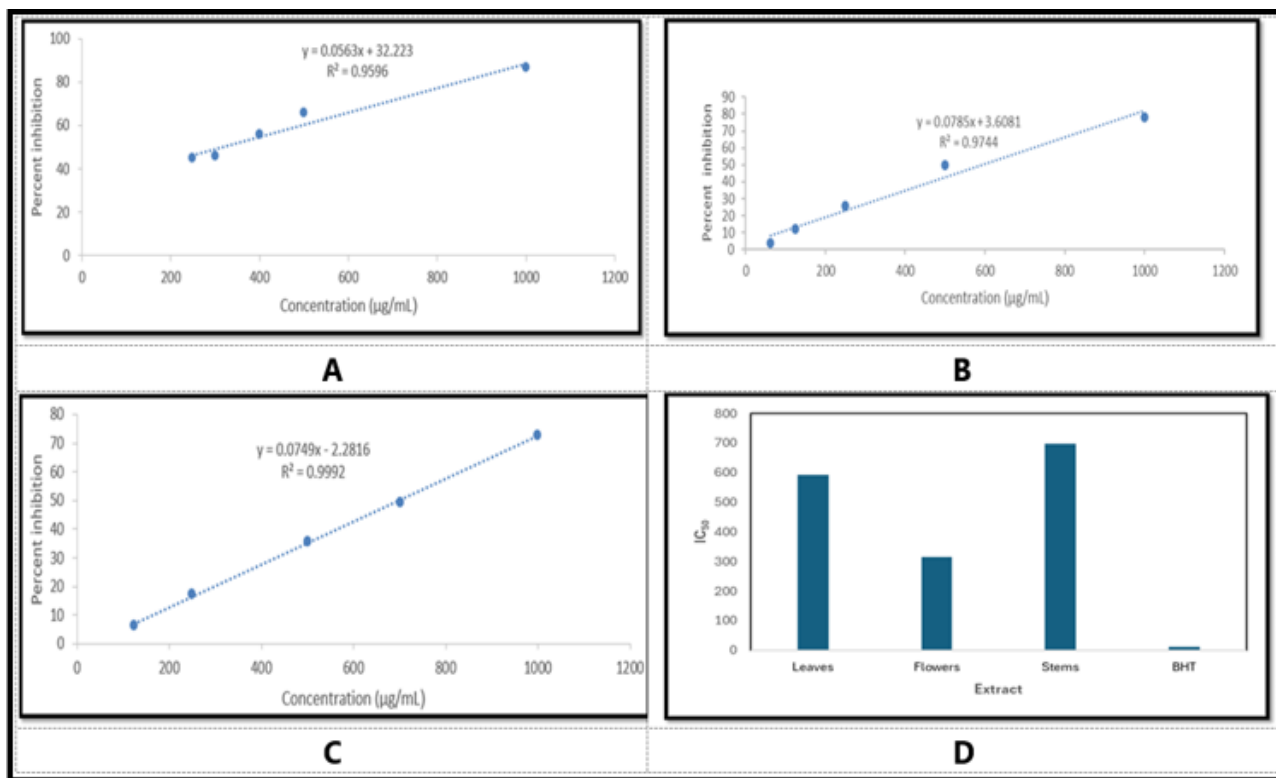 100
80
60
40
20
0
Percent inhibition
y = 0.0563x + 32.223
R² = 0.9596
0 200 400 600 800 1000 1200
Concentration (µg/mL)
A
90
80
70
60
50
40
30
20
10
0
Percent inhibition
y = 0.0785x + 3.6081
R² = 0.9744
0 200 400 600 800 1000 1200
Concentration (µg/mL)
B
80
70
60
50
40
30
20
10
0
Percent inhibition
y = 0.0749x - 2.2816
R² = 0.9992
0 200 400 600 800 1000 1200
Concentration (µg/mL)
C
800
700
600
500
400
300
200
100
0
IC₅₀
Leaves Flowers Stems BHT
Extract
D